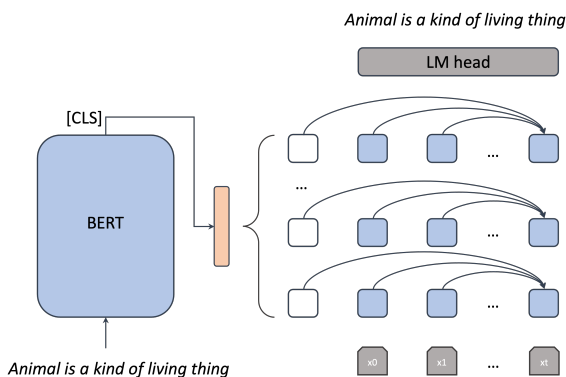 Animal is a kind of living thing
LM head
[CLS]
...
...
BERT
...
...
x0 x1 ... xt
Animal is a kind of living thing